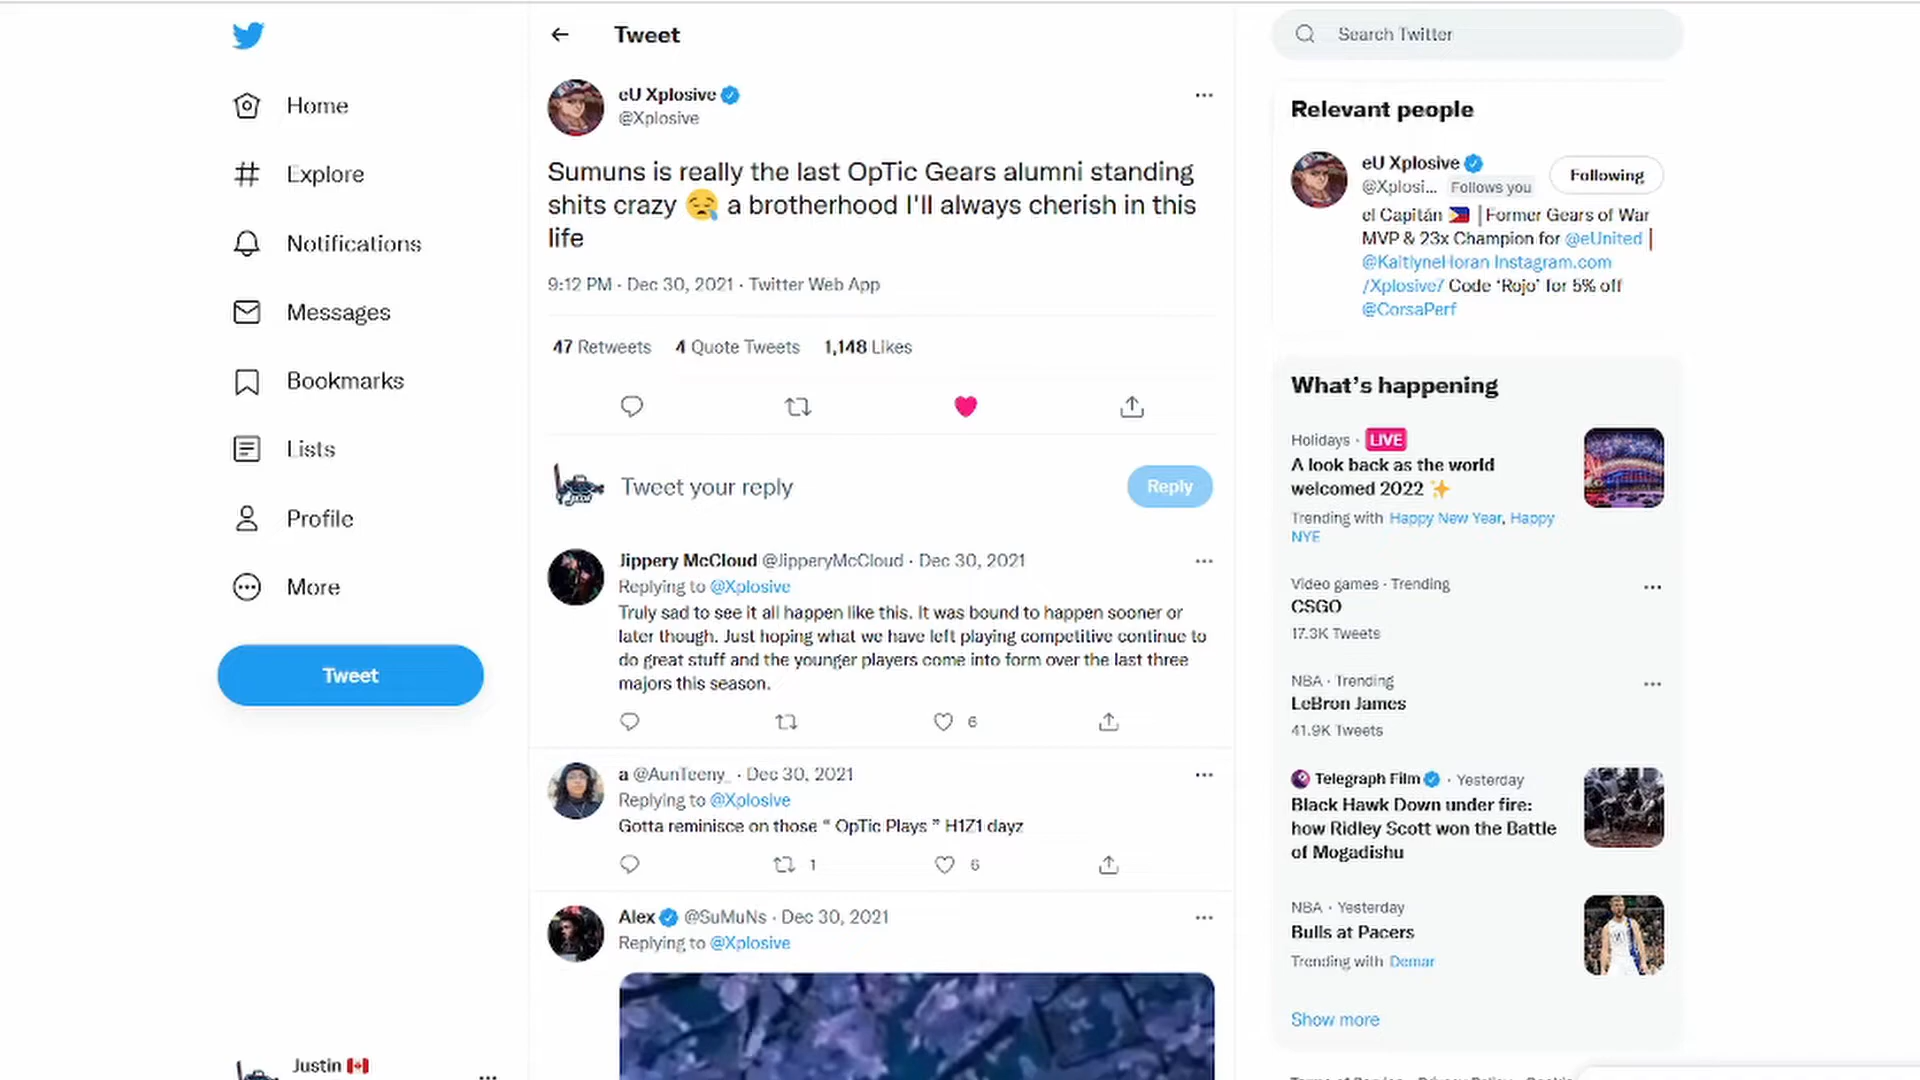 Home
Explore
Notifications
Messages
Bookmarks
Lists
Profile
More
Tweet
Justin
Tweet
eU Xplosive
@Xplosive
Sumuns is really the last OpTic Gears alumni standing
shits crazy 😪 a brotherhood I'll always cherish in this
life
9:12 PM · Dec 30, 2021 · Twitter Web App
47 Retweets 4 Quote Tweets 1,148 Likes
Tweet your reply
Reply
Jippery McCloud @JipperyMcCloud · Dec 30, 2021
Replying to @Xplosive
Truly sad to see it all happen like this. It was bound to happen sooner or
later though. Just hoping what we have left playing competitive continue to
do great stuff and the younger players come into form over the last three
majors this season.
6
a @AunTeeny_ · Dec 30, 2021
Replying to @Xplosive
Gotta reminisce on those “ OpTic Plays ” H1Z1 dayz
1 6
Alex @SuMuNs · Dec 30, 2021
Replying to @Xplosive
Search Twitter
Relevant people
eU Xplosive
@Xplosi... Follows you
Following
el Capitán 🇵🇭 | Former Gears of War
MVP & 23x Champion for @eUnited |
@KaitlyneHoran Instagram.com
/Xplosive/ Code ‘Rojo’ for 5% off
@CorsaPerf
What’s happening
Holidays · LIVE
A look back as the world
welcomed 2022 ✨
Trending with Happy New Year, Happy
NYE
Video games · Trending
CSGO
17.3K Tweets
NBA · Trending
LeBron James
41.9K Tweets
Telegraph Film · Yesterday
Black Hawk Down under fire:
how Ridley Scott won the Battle
of Mogadishu
NBA · Yesterday
Bulls at Pacers
Trending with Demar
Show more